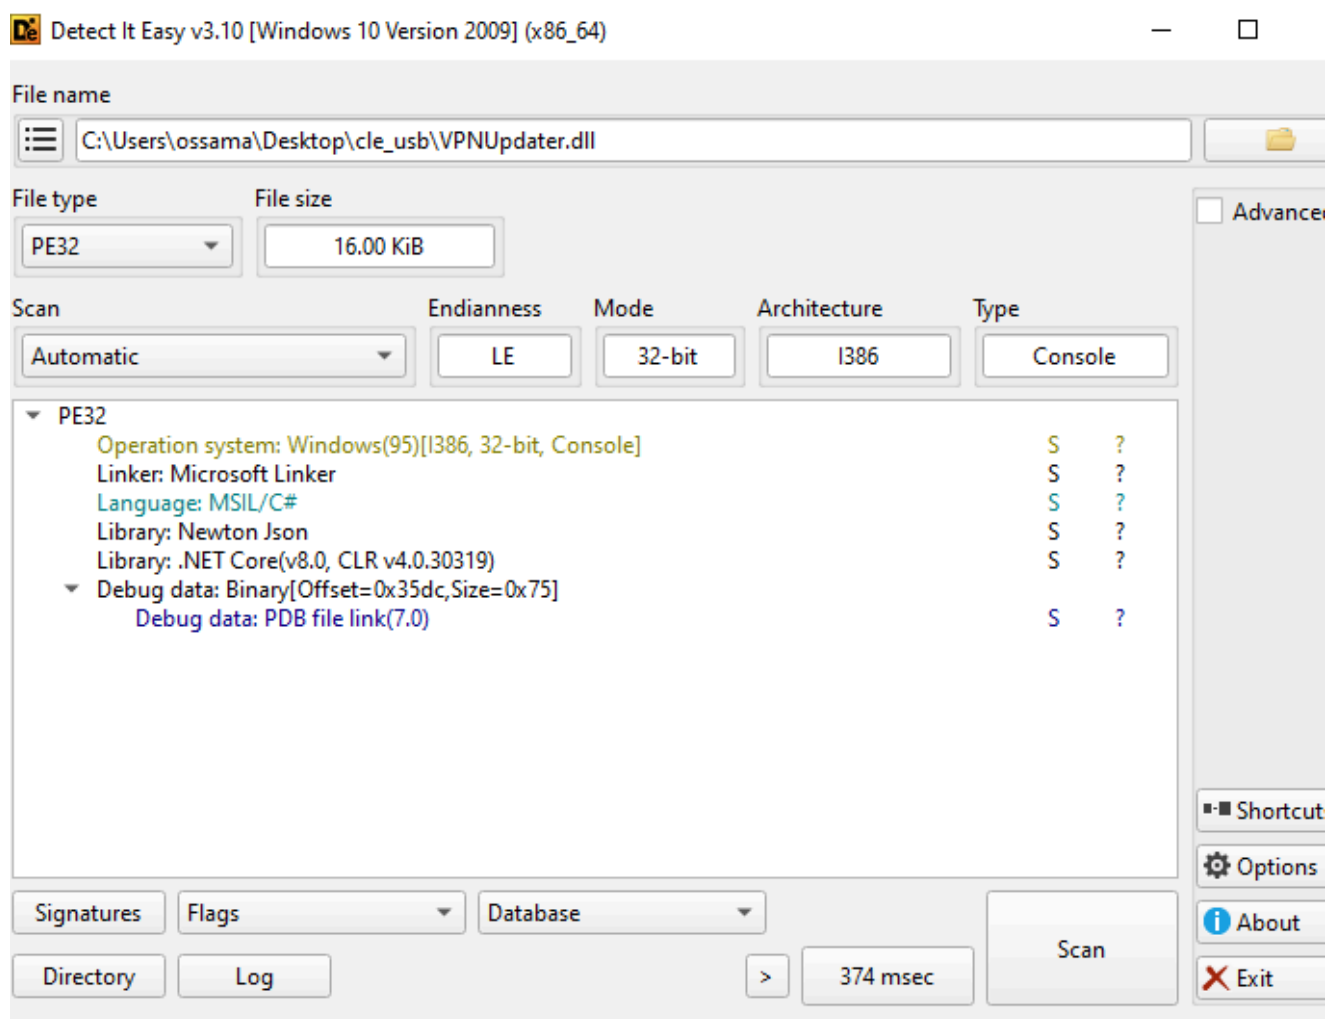 Detect It Easy v3.10 [Windows 10 Version 2009] (x86_64)
File name
C:\Users\ossama\Desktop\cle_usb\VPNUpdater.dll
File type File size
Advanced
PE32 16.00 KiB
Scan Endianness Mode Architecture Type
Automatic LE 32-bit I386 Console
PE32
Operation system: Windows(95)[I386, 32-bit, Console] S ?
Linker: Microsoft Linker S ?
Language: MSIL/C# S ?
Library: Newton Json S ?
Library: .NET Core(v8.0, CLR v4.0.30319) S ?
Debug data: Binary[Offset=0x35dc,Size=0x75]
Debug data: PDB file link(7.0) S ?
Shortcuts
Options
Signatures Flags Database
About
Scan
Directory Log > 374 msec
Exit